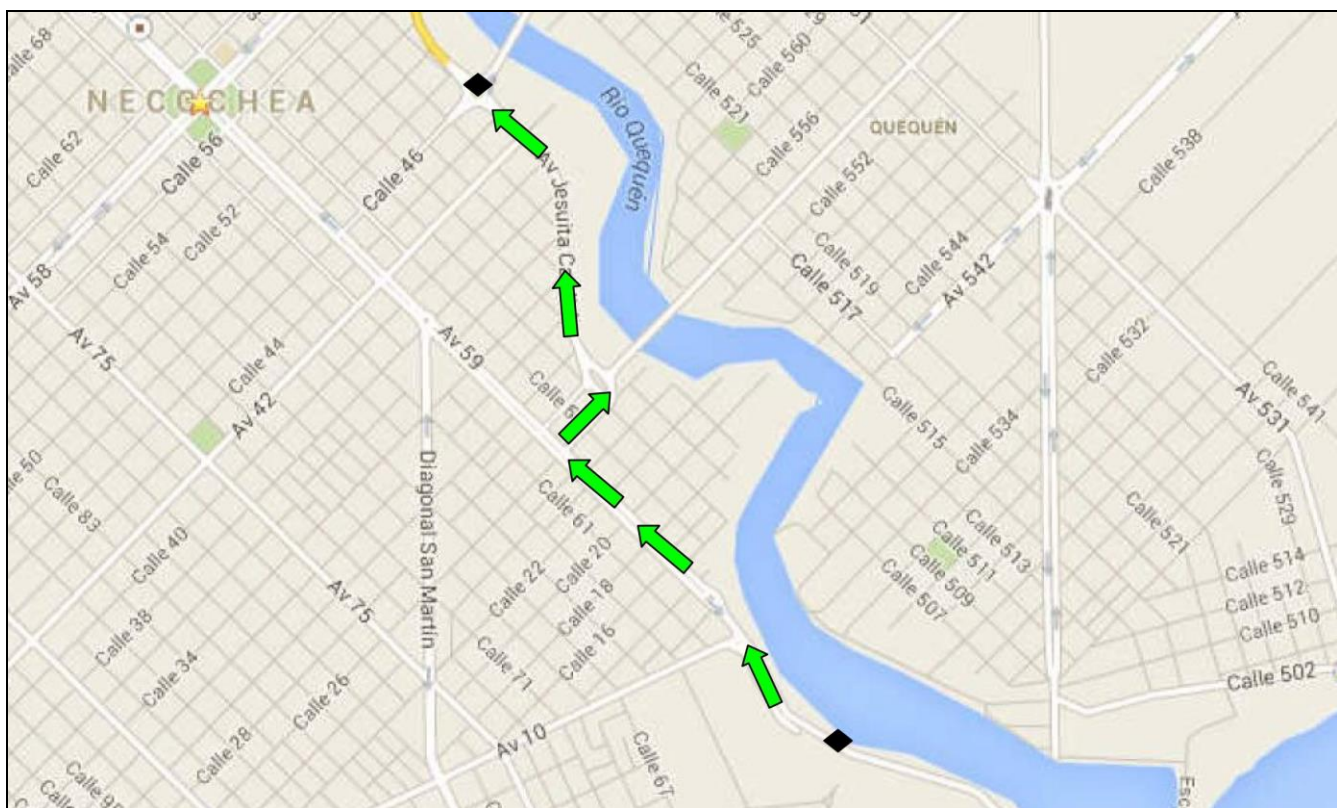 Calle 68
Calle 525
Calle 560
Calle 521
NECOCHEA
Calle 46
Calle 556
QUEQUÉN
Calle 62
Calle 56
Río Quequén
Calle 552
Calle 538
Av Jesuita
Calle 52
Calle 54
Calle 519
Calle 544
Calle 517
Av 542
Av 58
Av 75
Av 59
Calle 44
Calle 532
Av 42
Calle 515
Calle 534
Av 531
Calle 541
Calle 50
Calle 83
Diagonal San Martín
Calle 61
Calle 529
Calle 40
Calle 22
Calle 20
Calle 18
Calle 16
Calle 513
Calle 511
Calle 509
Calle 507
Calle 521
Calle 514
Calle 512
Calle 510
Av 75
Calle 38
Calle 34
Calle 71
Calle 26
Calle 502
Calle 28
Av 10
Calle 67